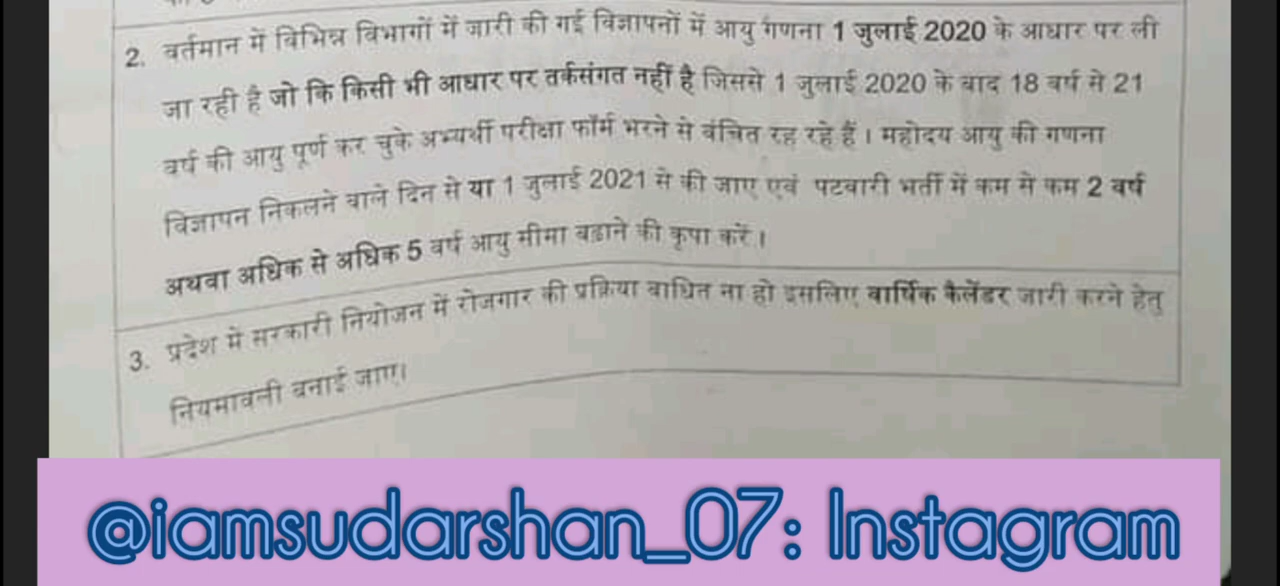 2. वर्तमान में विभिन्न विभागों में जारी की गई विज्ञापनों में आयु गणना 1 जुलाई 2020 के आधार पर ली
जा रही है जो कि किसी भी आधार पर तर्कसंगत नहीं है जिससे 1 जुलाई 2020 के बाद 18 वर्ष से 21
वर्ष की आयु पूर्ण कर चुके अभ्यर्थी परीक्षा फॉर्म भरने से वंचित रह रहे हैं। महोदय आयु की गणना
विज्ञापन निकलने वाले दिन से या 1 जुलाई 2021 से की जाए एवं पटवारी भर्ती में कम से कम 2 वर्ष
अथवा अधिक से अधिक 5 वर्ष आयु सीमा बढाने की कृपा करें।
3. प्रदेश में सरकारी नियोजन में रोजगार की प्रक्रिया बाधित ना हो इसलिए वार्षिक कैलेंडर जारी करने हेतु
नियमावली बनाई जाए।
@iamsudarshan_07: Instagram